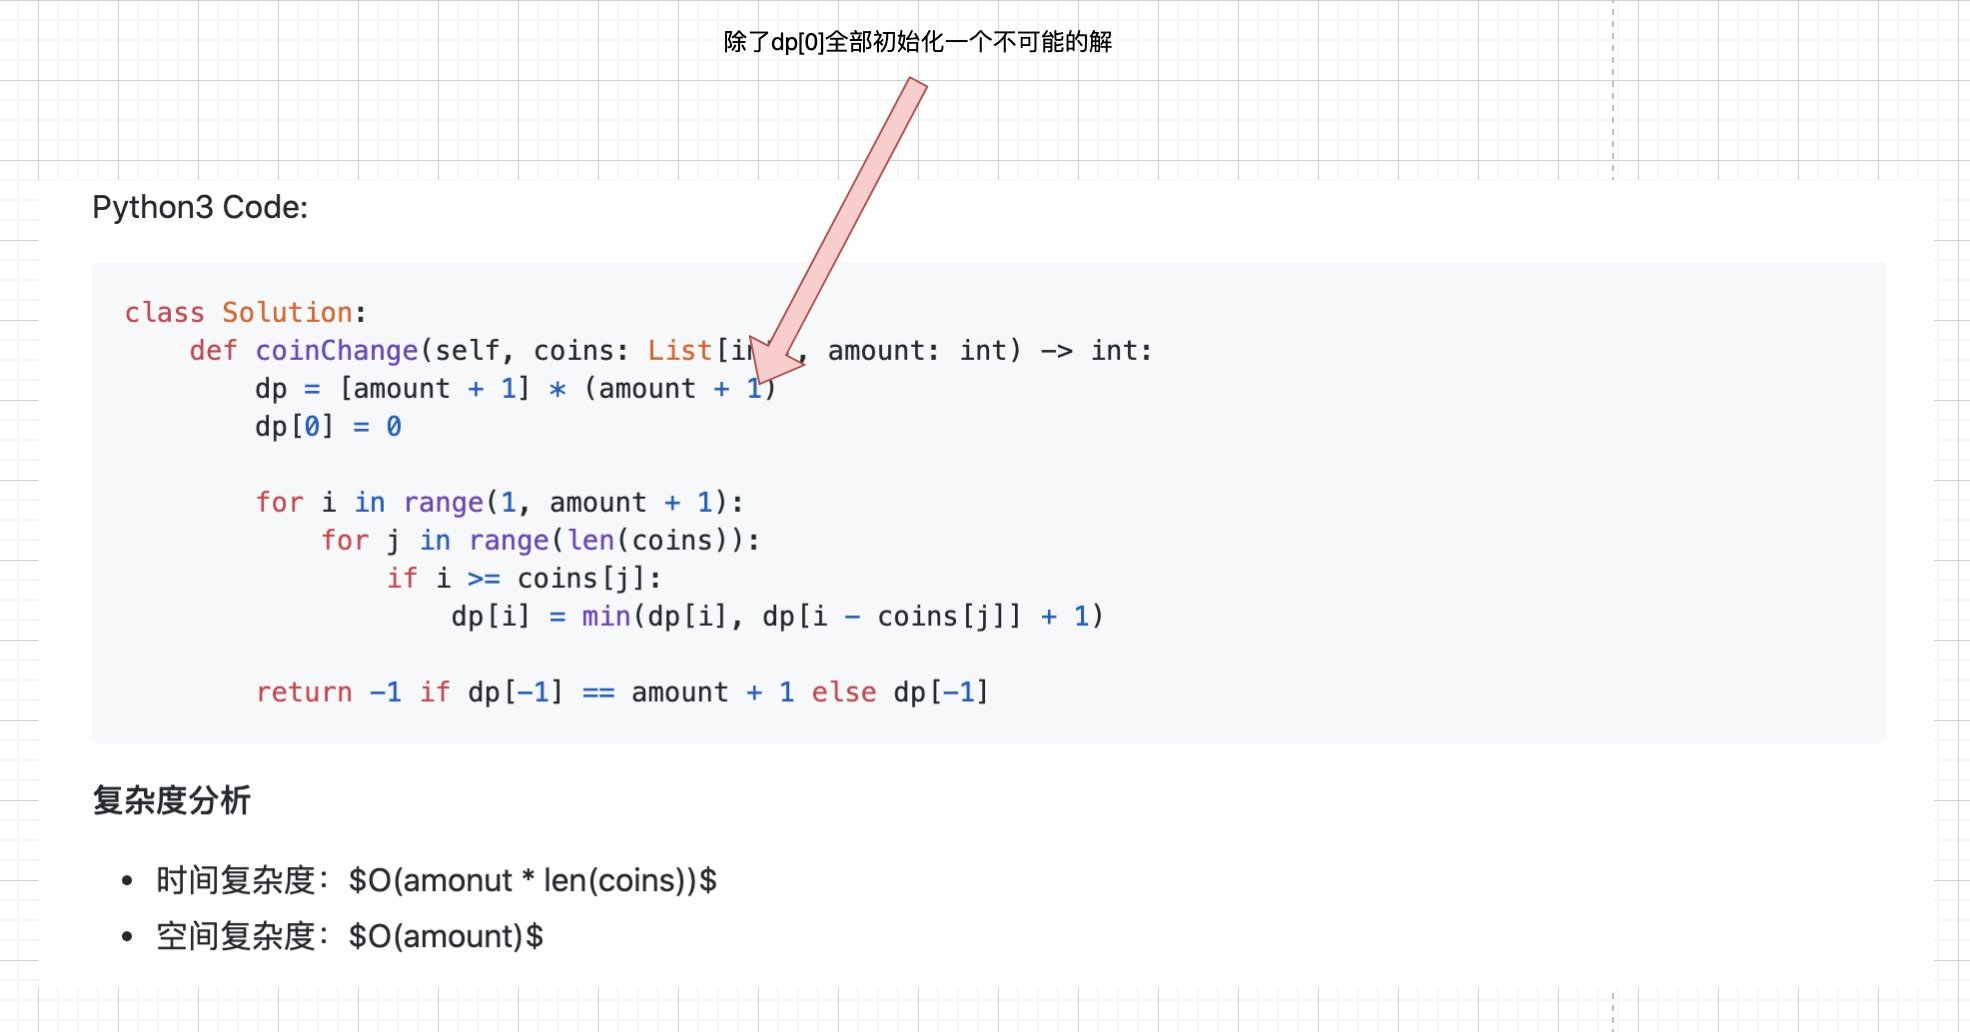 除了dp[0]全部初始化一个不可能的解
Python3 Code:
class Solution:
    def coinChange(self, coins: List[i , amount: int) -> int:
        dp = [amount + 1] * (amount + 1)
        dp[0] = 0
        for i in range(1, amount + 1):
            for j in range(len(coins)):
                if i >= coins[j]:
                    dp[i] = min(dp[i], dp[i - coins[j]] + 1)
        return -1 if dp[-1] == amount + 1 else dp[-1]
复杂度分析
• 时间复杂度：$O(amonut * len(coins))$
• 空间复杂度：$O(amount)$